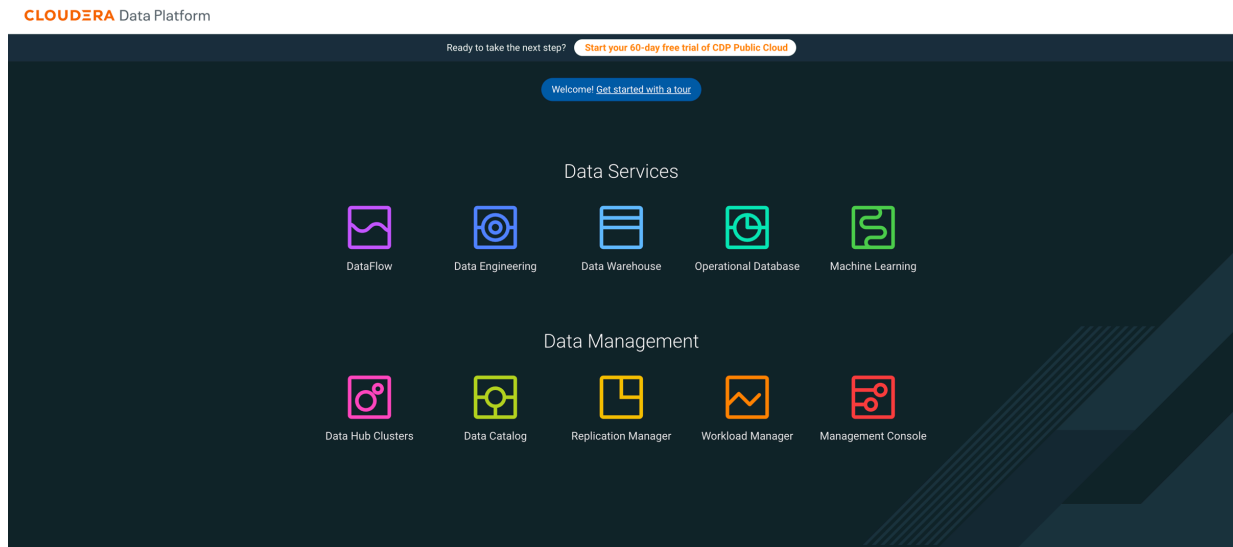 CLOUDERA Data Platform
Ready to take the next step? Start your 60-day free trial of CDP Public Cloud
Welcome! Get started with a tour
Data Services
DataFlow Data Engineering Data Warehouse Operational Database Machine Learning
Data Management
Data Hub Clusters Data Catalog Replication Manager Workload Manager Management Console